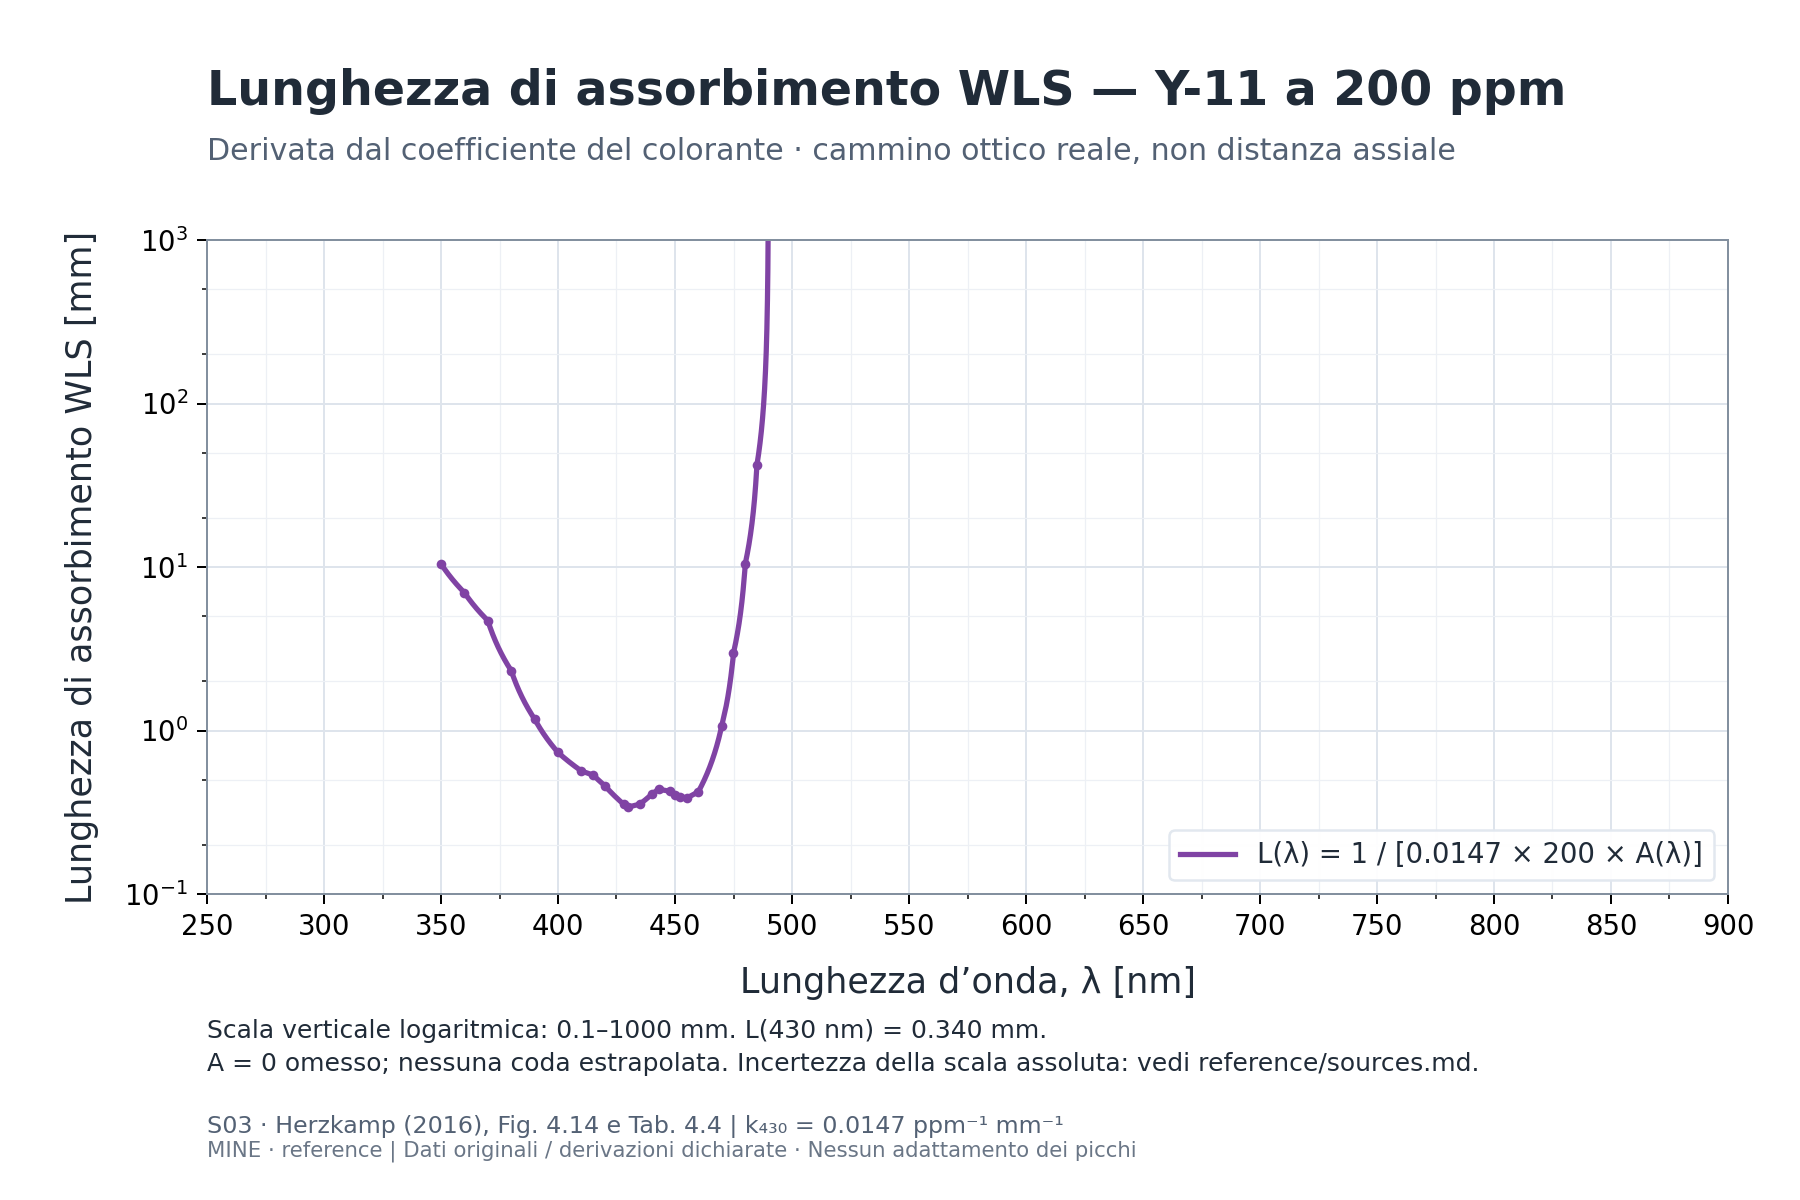 Lunghezza di assorbimento WLS — Y-11 a 200 ppm
Derivata dal coefficiente del colorante · cammino ottico reale, non distanza assiale
Lunghezza di assorbimento WLS [mm]
10³
10²
10¹
10⁰
10⁻¹
L(λ) = 1 / [0.0147 × 200 × A(λ)]
250 300 350 400 450 500 550 600 650 700 750 800 850 900
Lunghezza d’onda, λ [nm]
Scala verticale logaritmica: 0.1–1000 mm. L(430 nm) = 0.340 mm.
A = 0 omesso; nessuna coda estrapolata. Incertezza della scala assoluta: vedi reference/sources.md.
S03 · Herzkamp (2016), Fig. 4.14 e Tab. 4.4 | k₄₃₀ = 0.0147 ppm⁻¹ mm⁻¹
MINE · reference | Dati originali / derivazioni dichiarate · Nessun adattamento dei picchi